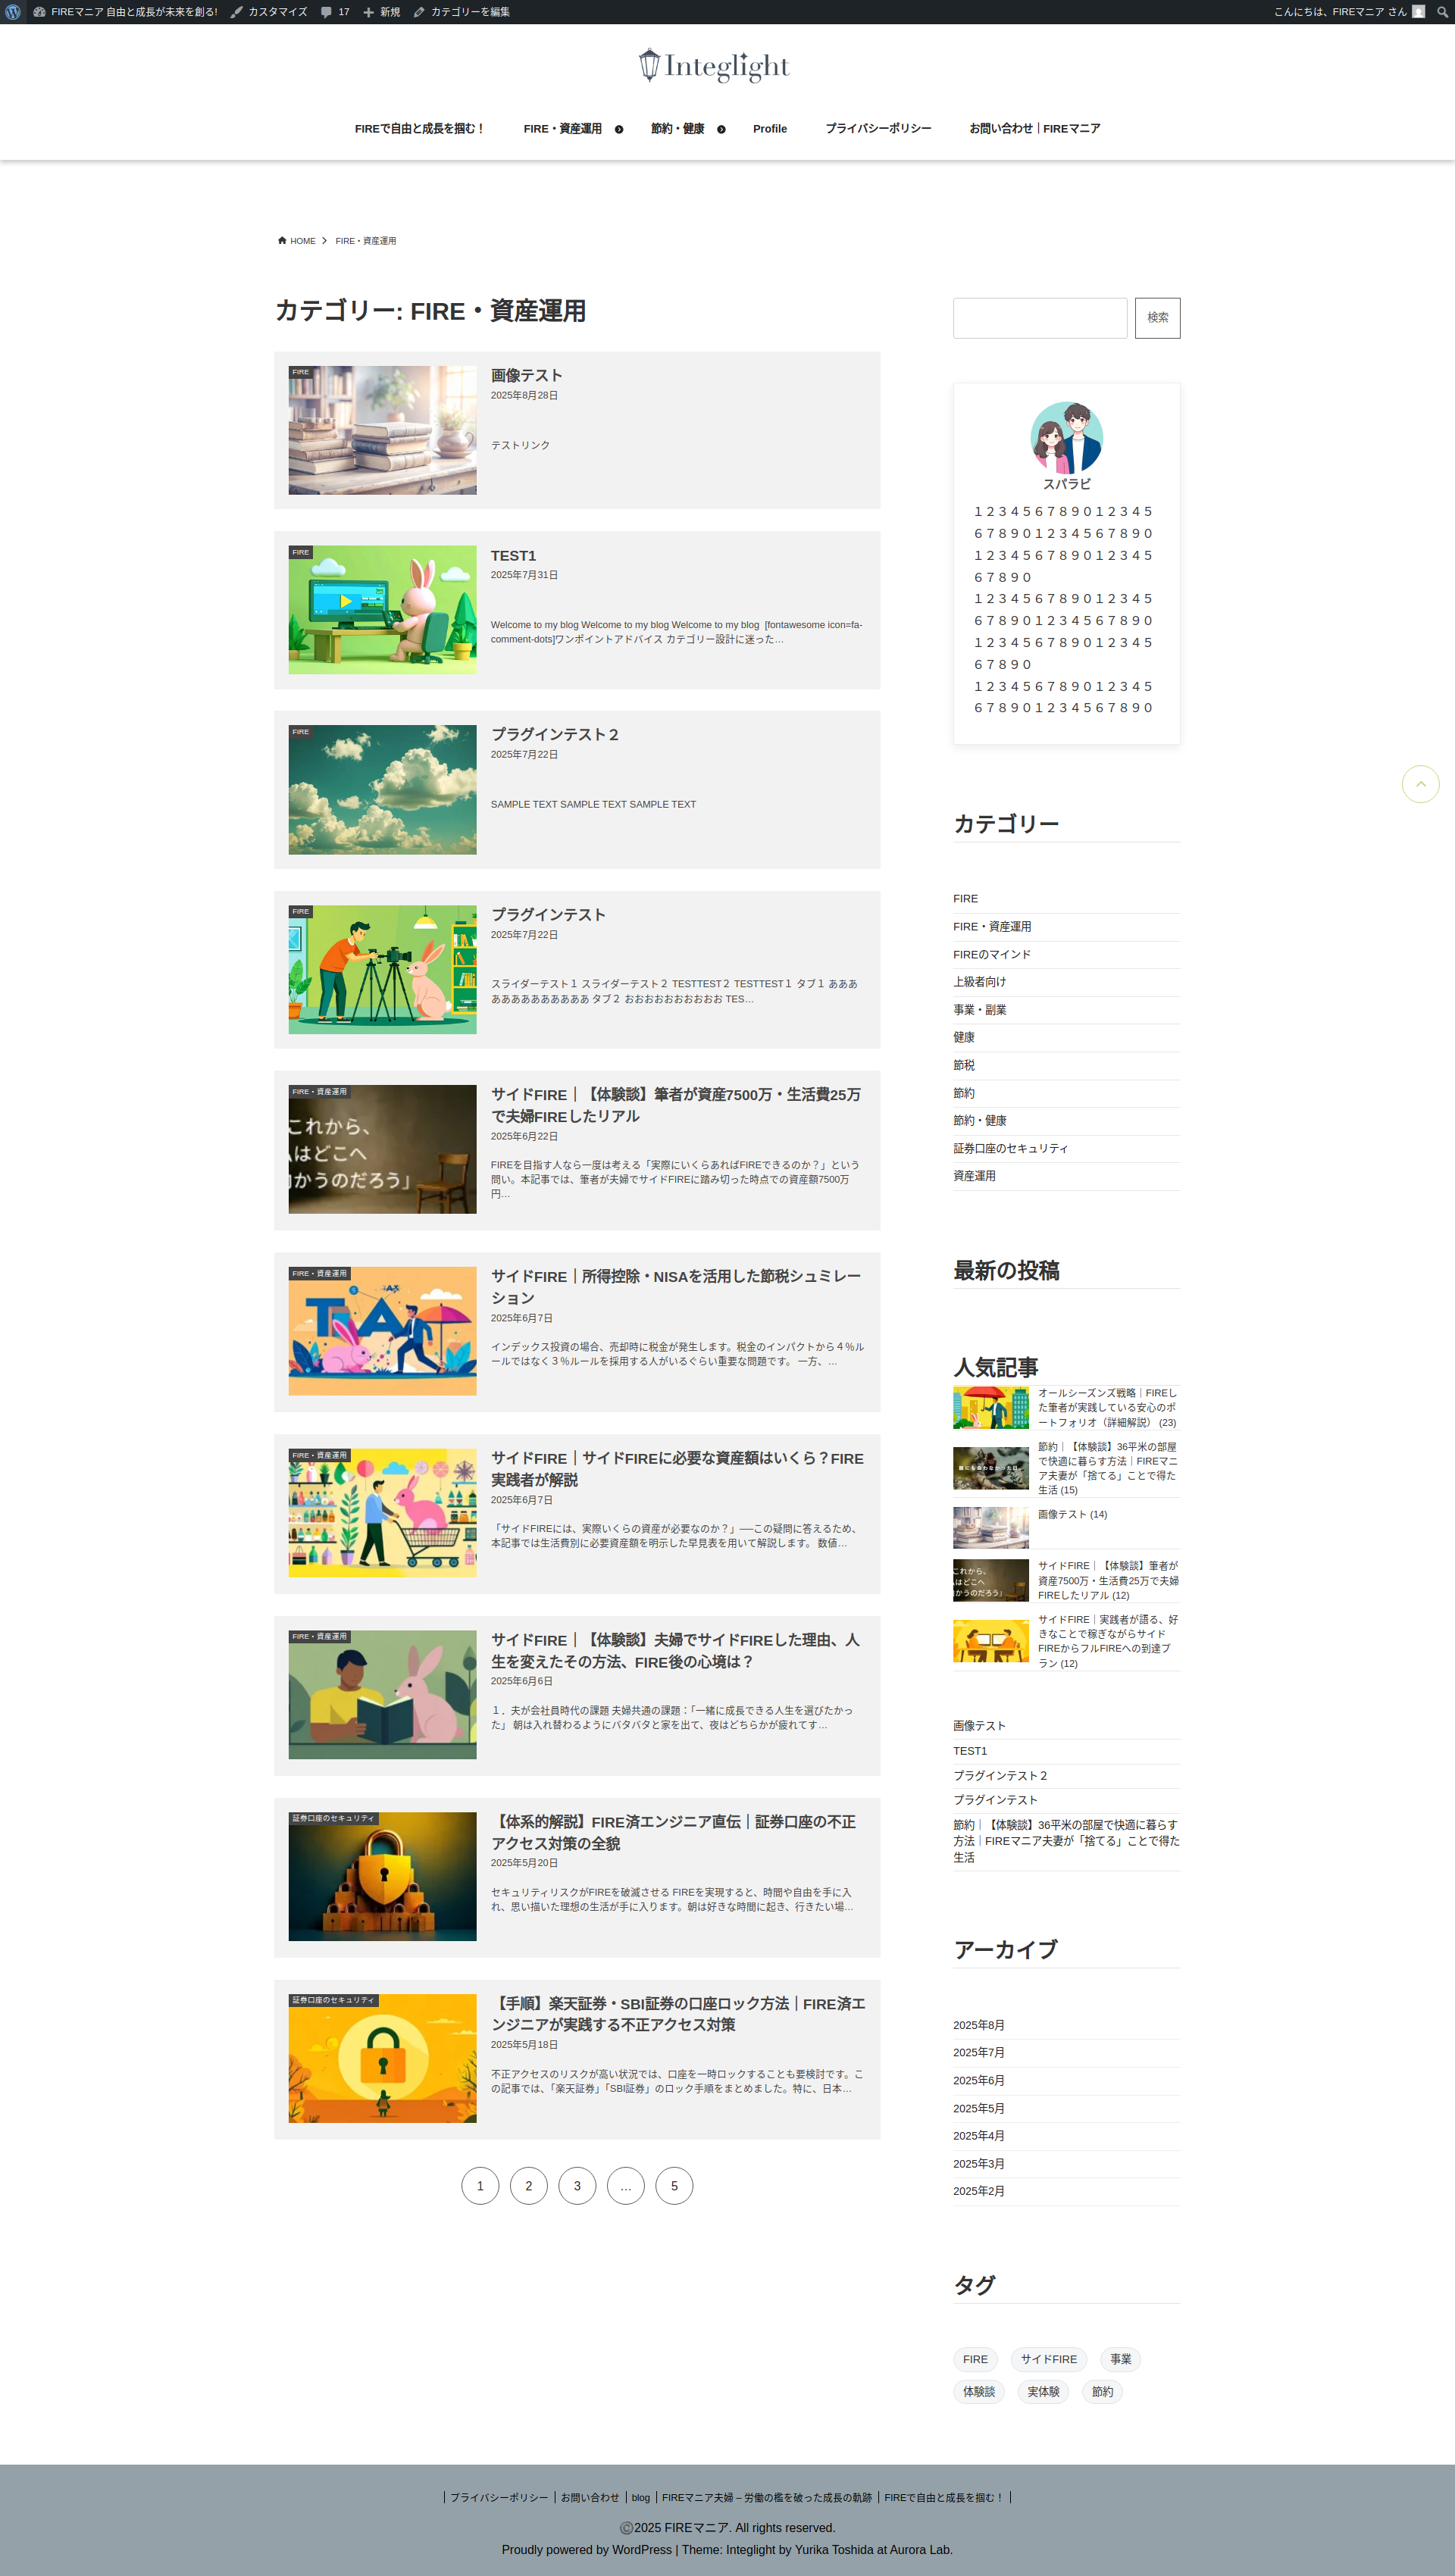 FIREマニア 自由と成長が未来を創る! カスタマイズ 17 新規 カテゴリーを編集 こんにちは、FIREマニア さん
Integlight
FIREで自由と成長を掴む！ FIRE・資産運用 節約・健康 Profile プライバシーポリシー お問い合わせ｜FIREマニア
HOME FIRE・資産運用
カテゴリー: FIRE・資産運用
FIRE
画像テスト
2025年8月28日
テストリンク
FIRE
TEST1
2025年7月31日
Welcome to my blog Welcome to my blog Welcome to my blog [fontawesome icon=fa-
comment-dots]ワンポイントアドバイス カテゴリー設計に迷った…
FIRE
プラグインテスト２
2025年7月22日
SAMPLE TEXT SAMPLE TEXT SAMPLE TEXT
FIRE
プラグインテスト
2025年7月22日
スライダーテスト１ スライダーテスト２ TESTTEST２ TESTTEST１ タブ１ あああ
ああああああああああ タブ２ おおおおおおおおおお TES…
FIRE・資産運用
これから、
はどこへ
向かうのだろう」
サイドFIRE｜【体験談】筆者が資産7500万・生活費25万
で夫婦FIREしたリアル
2025年6月22日
FIREを目指す人なら一度は考える「実際にいくらあればFIREできるのか？」という
問い。本記事では、筆者が夫婦でサイドFIREに踏み切った時点での資産額7500万
円…
FIRE・資産運用
サイドFIRE｜所得控除・NISAを活用した節税シュミレー
ション
2025年6月7日
インデックス投資の場合、売却時に税金が発生します。税金のインパクトから４％ル
ールではなく３％ルールを採用する人がいるぐらい重要な問題です。 一方、…
FIRE・資産運用
サイドFIRE｜サイドFIREに必要な資産額はいくら？FIRE
実践者が解説
2025年6月7日
「サイドFIREには、実際いくらの資産が必要なのか？」──この疑問に答えるため、
本記事では生活費別に必要資産額を明示した早見表を用いて解説します。 数値…
FIRE・資産運用
サイドFIRE｜【体験談】夫婦でサイドFIREした理由、人
生を変えたその方法、FIRE後の心境は？
2025年6月6日
１．夫が会社員時代の課題 夫婦共通の課題：「一緒に成長できる人生を選びたかっ
た」 朝は入れ替わるようにバタバタと家を出て、夜はどちらかが疲れてす…
証券口座のセキュリティ
【体系的解説】FIRE済エンジニア直伝｜証券口座の不正
アクセス対策の全貌
2025年5月20日
セキュリティリスクがFIREを破滅させる FIREを実現すると、時間や自由を手に入
れ、思い描いた理想の生活が手に入ります。朝は好きな時間に起き、行きたい場…
証券口座のセキュリティ
【手順】楽天証券・SBI証券の口座ロック方法｜FIRE済エ
ンジニアが実践する不正アクセス対策
2025年5月18日
不正アクセスのリスクが高い状況では、口座を一時ロックすることも要検討です。こ
の記事では、「楽天証券」「SBI証券」のロック手順をまとめました。特に、日本…
1 2 3 … 5
検索
スパラビ
１２３４５６７８９０１２３４５
６７８９０１２３４５６７８９０
１２３４５６７８９０１２３４５
６７８９０
１２３４５６７８９０１２３４５
６７８９０１２３４５６７８９０
１２３４５６７８９０１２３４５
６７８９０
１２３４５６７８９０１２３４５
６７８９０１２３４５６７８９０
カテゴリー
FIRE
FIRE・資産運用
FIREのマインド
上級者向け
事業・副業
健康
節税
節約
節約・健康
証券口座のセキュリティ
資産運用
最新の投稿
人気記事
オールシーズンズ戦略｜FIREし
た筆者が実践している安心のポ
ートフォリオ（詳細解説） (23)
節約｜【体験談】36平米の部屋
で快適に暮らす方法｜FIREマニ
ア夫妻が「捨てる」ことで得た
生活 (15)
画像テスト (14)
これから、
はどこへ
向かうのだろう」
サイドFIRE｜【体験談】筆者が
資産7500万・生活費25万で夫婦
FIREしたリアル (12)
サイドFIRE｜実践者が語る、好
きなことで稼ぎながらサイド
FIREからフルFIREへの到達プ
ラン (12)
画像テスト
TEST1
プラグインテスト２
プラグインテスト
節約｜【体験談】36平米の部屋で快適に暮らす
方法｜FIREマニア夫妻が「捨てる」ことで得た
生活
アーカイブ
2025年8月
2025年7月
2025年6月
2025年5月
2025年4月
2025年3月
2025年2月
タグ
FIRE サイドFIRE 事業
体験談 実体験 節約
プライバシーポリシー お問い合わせ blog FIREマニア夫婦 – 労働の檻を破った成長の軌跡 FIREで自由と成長を掴む！
©2025 FIREマニア. All rights reserved.
Proudly powered by WordPress | Theme: Integlight by Yurika Toshida at Aurora Lab.